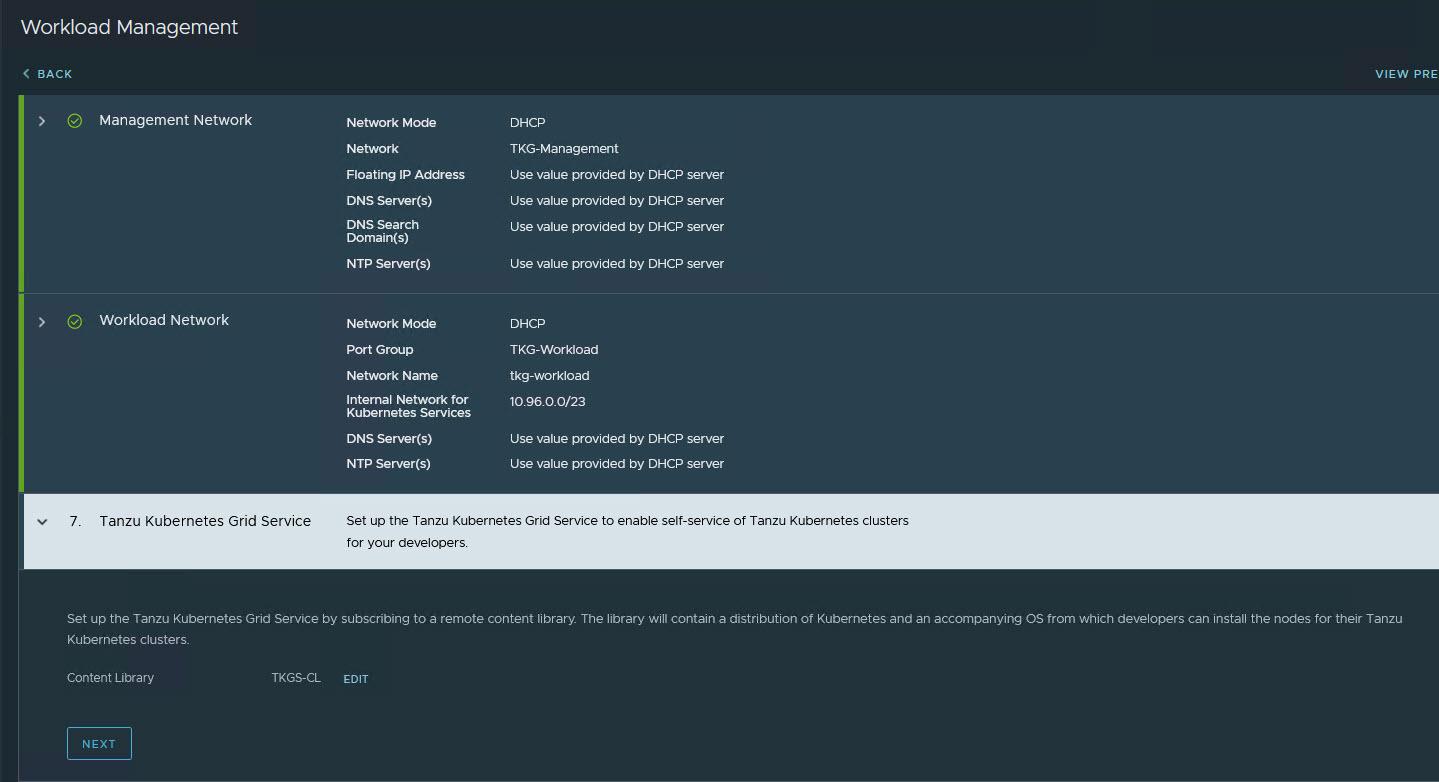 Workload Management
BACK
VIEW PRE
Management Network
Network Mode DHCP
Network TKG-Management
Floating IP Address Use value provided by DHCP server
DNS Server(s) Use value provided by DHCP server
DNS Search
Domain(s) Use value provided by DHCP server
NTP Server(s) Use value provided by DHCP server
Workload Network
Network Mode DHCP
Port Group TKG-Workload
Network Name tkg-workload
Internal Network for
Kubernetes Services 10.96.0.0/23
DNS Server(s) Use value provided by DHCP server
NTP Server(s) Use value provided by DHCP server
7. Tanzu Kubernetes Grid Service
Set up the Tanzu Kubernetes Grid Service to enable self-service of Tanzu Kubernetes clusters
for your developers.
Set up the Tanzu Kubernetes Grid Service by subscribing to a remote content library. The library will contain a distribution of Kubernetes and an accompanying OS from which developers can install the nodes for their Tanzu
Kubernetes clusters.
Content Library TKGS-CL EDIT
NEXT